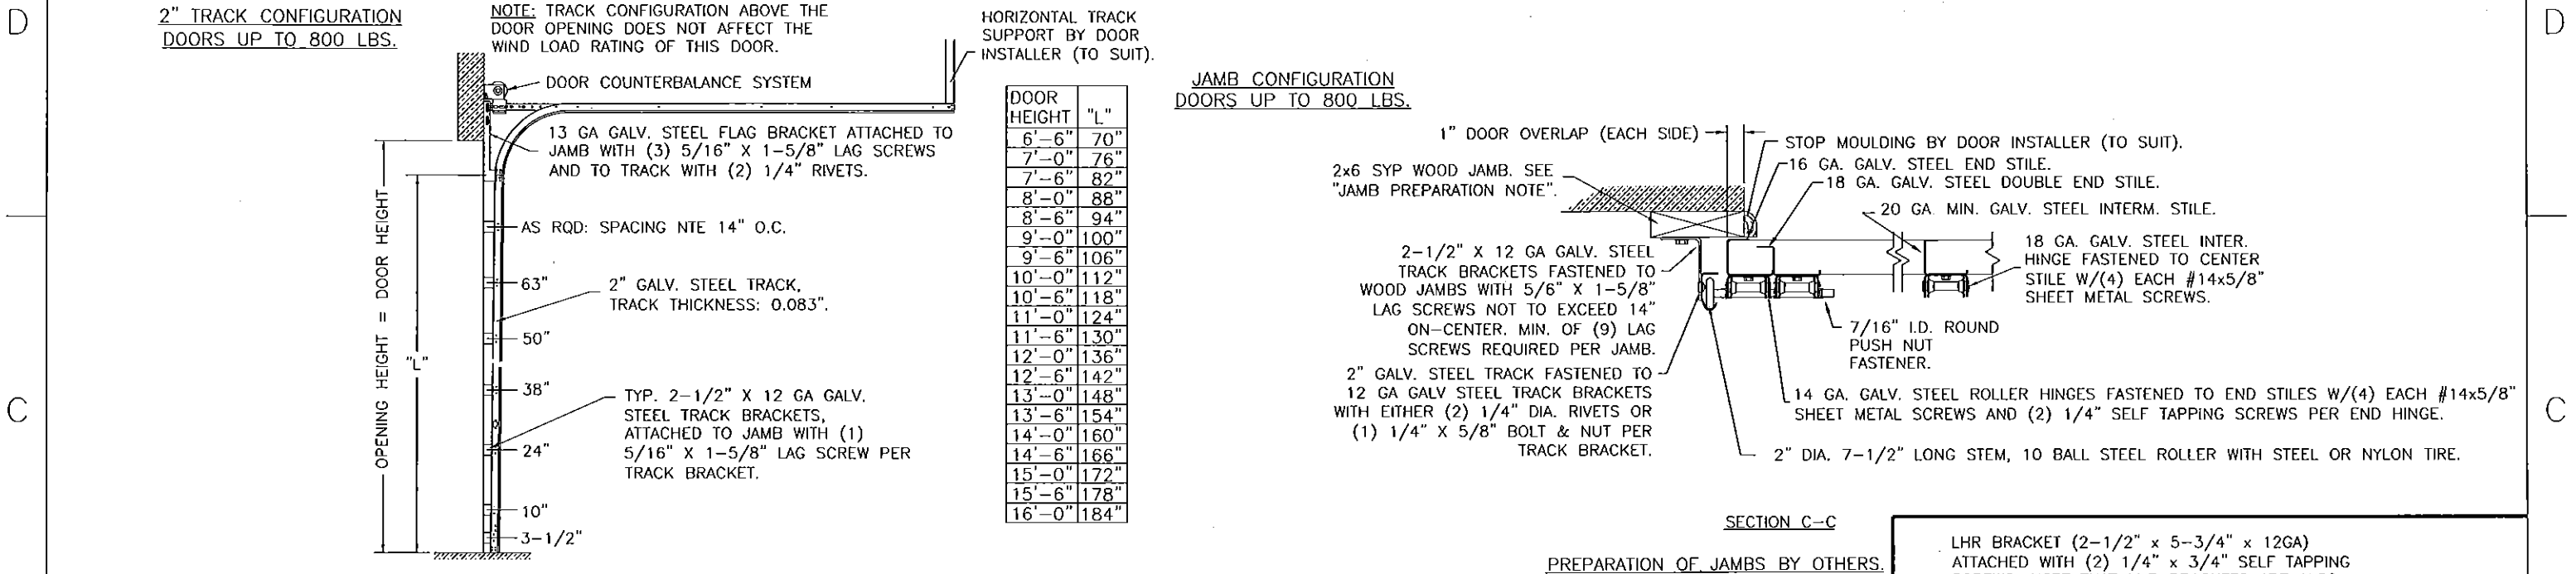 D
2" TRACK CONFIGURATION
DOORS UP TO 800 LBS.
NOTE: TRACK CONFIGURATION ABOVE THE
DOOR OPENING DOES NOT AFFECT THE
WIND LOAD RATING OF THIS DOOR.
DOOR COUNTERBALANCE SYSTEM
HORIZONTAL TRACK
SUPPORT BY DOOR
INSTALLER (TO SUIT).
13 GA GALV. STEEL FLAG BRACKET ATTACHED TO
JAMB WITH (3) 5/16" X 1-5/8" LAG SCREWS
AND TO TRACK WITH (2) 1/4" RIVETS.
AS RQD: SPACING NTE 14" O.C.
63"
2" GALV. STEEL TRACK,
TRACK THICKNESS: 0.083".
50"
38"
TYP. 2-1/2" X 12 GA GALV.
STEEL TRACK BRACKETS,
ATTACHED TO JAMB WITH (1)
5/16" X 1-5/8" LAG SCREW PER
TRACK BRACKET.
24"
10"
3-1/2"
OPENING HEIGHT = DOOR HEIGHT
"L"
C
DOOR
HEIGHT "L"
6'-6" 70"
7'-0" 76"
7'-6" 82"
8'-0" 88"
8'-6" 94"
9'-0" 100"
9'-6" 106"
10'-0" 112"
10'-6" 118"
11'-0" 124"
11'-6" 130"
12'-0" 136"
12'-6" 142"
13'-0" 148"
13'-6" 154"
14'-0" 160"
14'-6" 166"
15'-0" 172"
15'-6" 178"
16'-0" 184"
JAMB CONFIGURATION
DOORS UP TO 800 LBS.
1" DOOR OVERLAP (EACH SIDE)
2x6 SYP WOOD JAMB. SEE
"JAMB PREPARATION NOTE".
STOP MOULDING BY DOOR INSTALLER (TO SUIT).
16 GA. GALV. STEEL END STILE.
18 GA. GALV. STEEL DOUBLE END STILE.
20 GA. MIN. GALV. STEEL INTERM. STILE.
18 GA. GALV. STEEL INTER.
HINGE FASTENED TO CENTER
STILE W/(4) EACH #14x5/8"
SHEET METAL SCREWS.
2-1/2" X 12 GA GALV. STEEL
TRACK BRACKETS FASTENED TO
WOOD JAMBS WITH 5/6" X 1-5/8"
LAG SCREWS NOT TO EXCEED 14"
ON-CENTER. MIN. OF (9) LAG
SCREWS REQUIRED PER JAMB.
7/16" I.D. ROUND
PUSH NUT
FASTENER.
2" GALV. STEEL TRACK FASTENED TO
12 GA GALV STEEL TRACK BRACKETS
WITH EITHER (2) 1/4" DIA. RIVETS OR
(1) 1/4" X 5/8" BOLT & NUT PER
TRACK BRACKET.
14 GA. GALV. STEEL ROLLER HINGES FASTENED TO END STILES W/(4) EACH #14x5/8"
SHEET METAL SCREWS AND (2) 1/4" SELF TAPPING SCREWS PER END HINGE.
2" DIA. 7-1/2" LONG STEM, 10 BALL STEEL ROLLER WITH STEEL OR NYLON TIRE.
SECTION C-C
PREPARATION OF JAMBS BY OTHERS.
LHR BRACKET (2-1/2" x 5-3/4" x 12GA)
ATTACHED WITH (2) 1/4" x 3/4" SELF TAPPING
D
C